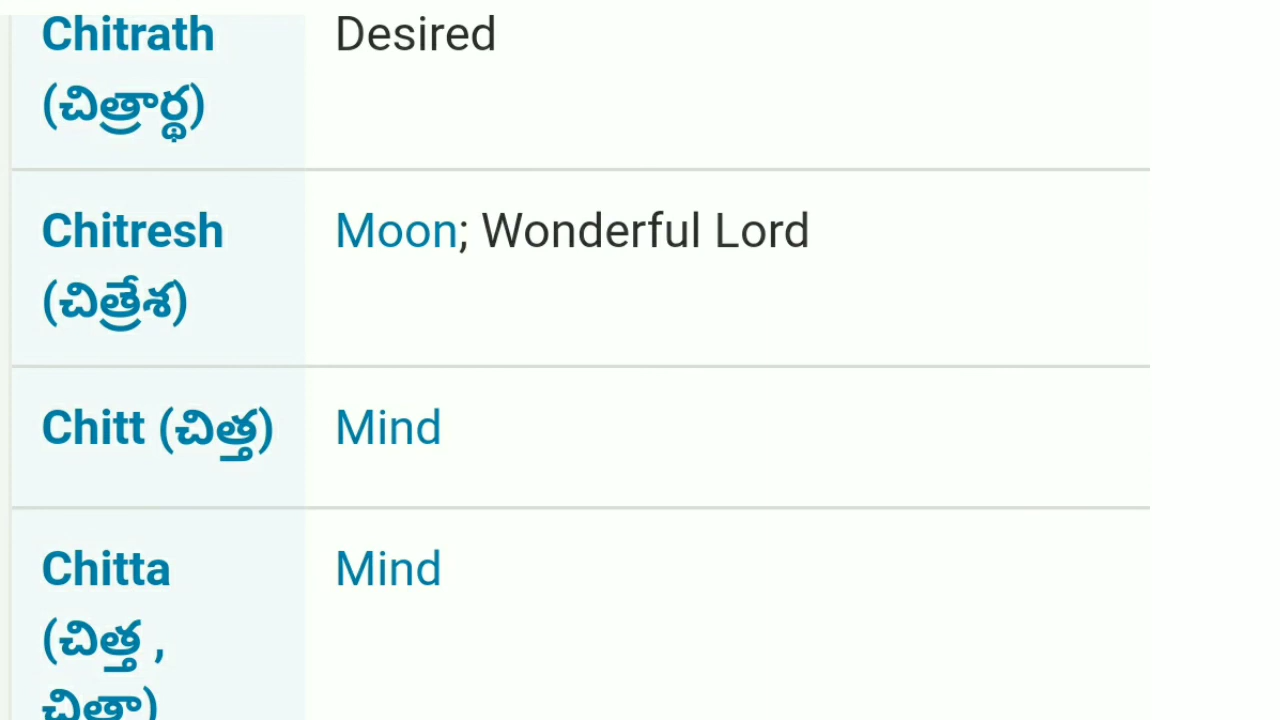 Chitrath Desired
(చిత్రార్థ)
Chitresh Moon; Wonderful Lord
(చిత్రేశ)
Chitt (చిత్త) Mind
Chitta Mind
(చిత్త ,
చిత్తా)